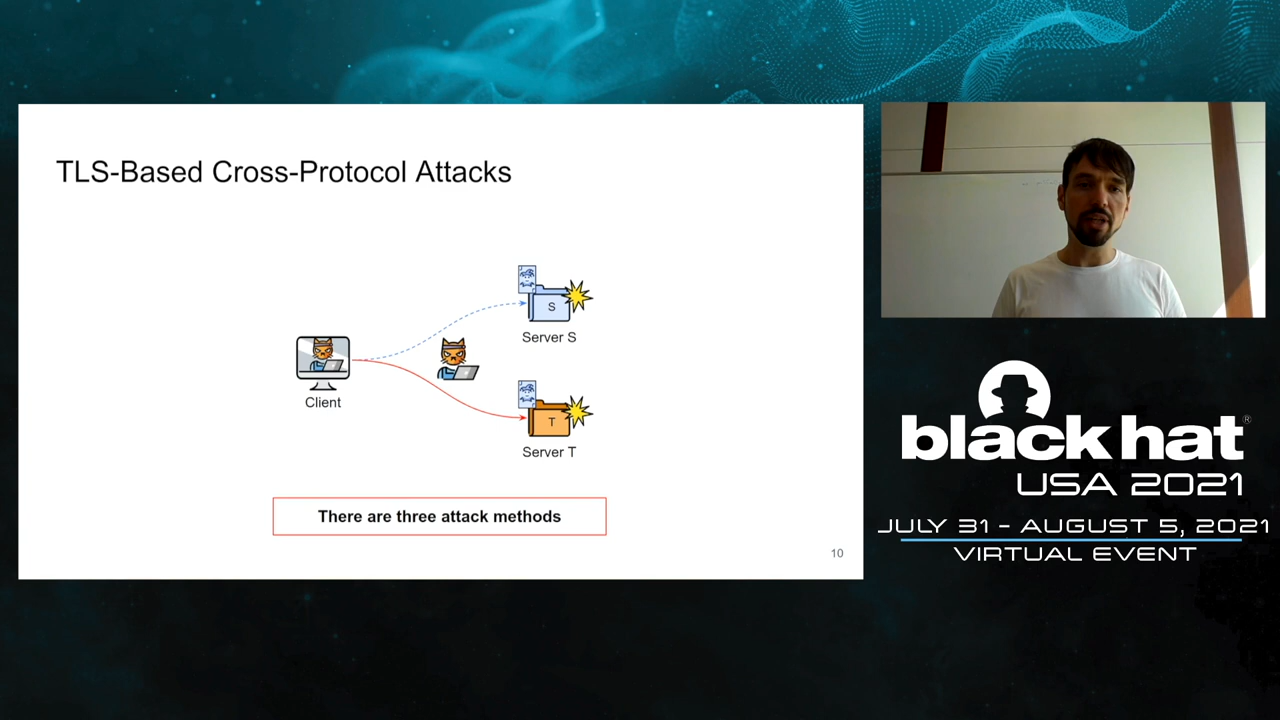 TLS-Based Cross-Protocol Attacks
S
Server S
Client
T
Server T
There are three attack methods
10
black hat®
USA 2021
JULY 31 - AUGUST 5, 2021
VIRTUAL EVENT